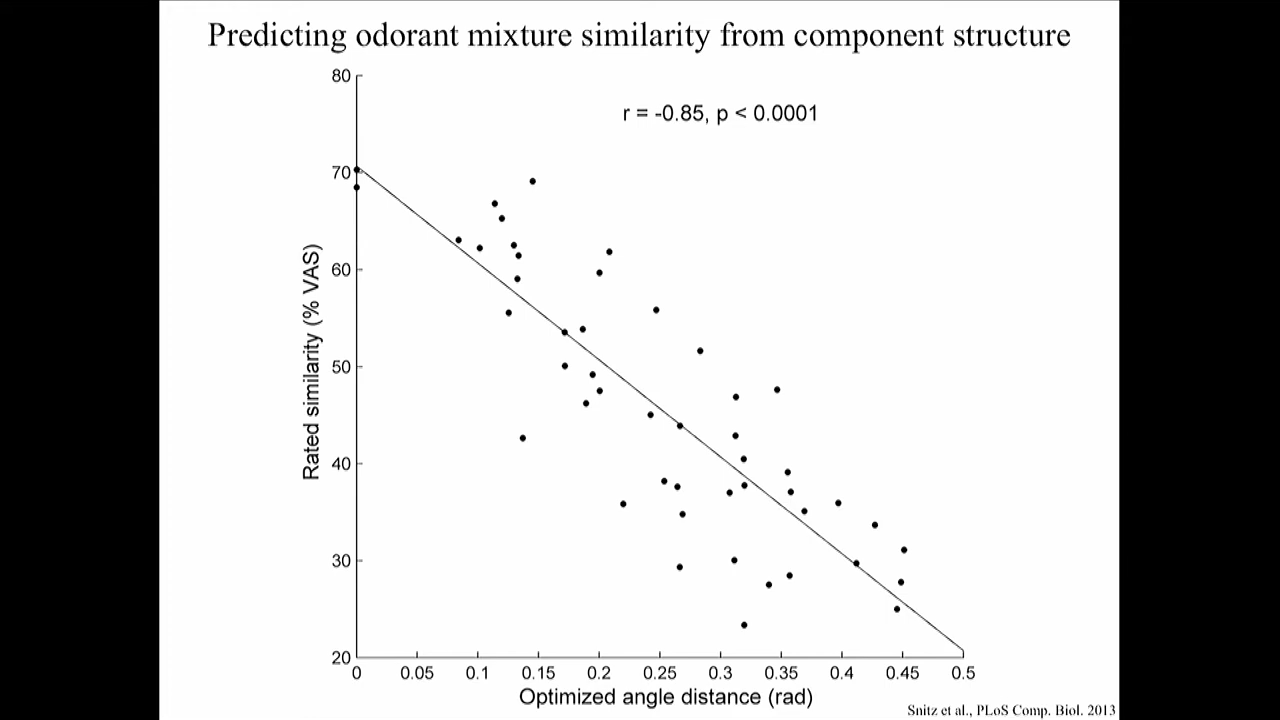 Predicting odorant mixture similarity from component structure
r = -0.85, p < 0.0001
80
70
60
50
40
30
20
Rated similarity (% VAS)
0 0.05 0.1 0.15 0.2 0.25 0.3 0.35 0.4 0.45 0.5
Optimized angle distance (rad)
Snitz et al., PLoS Comp. Biol. 2013